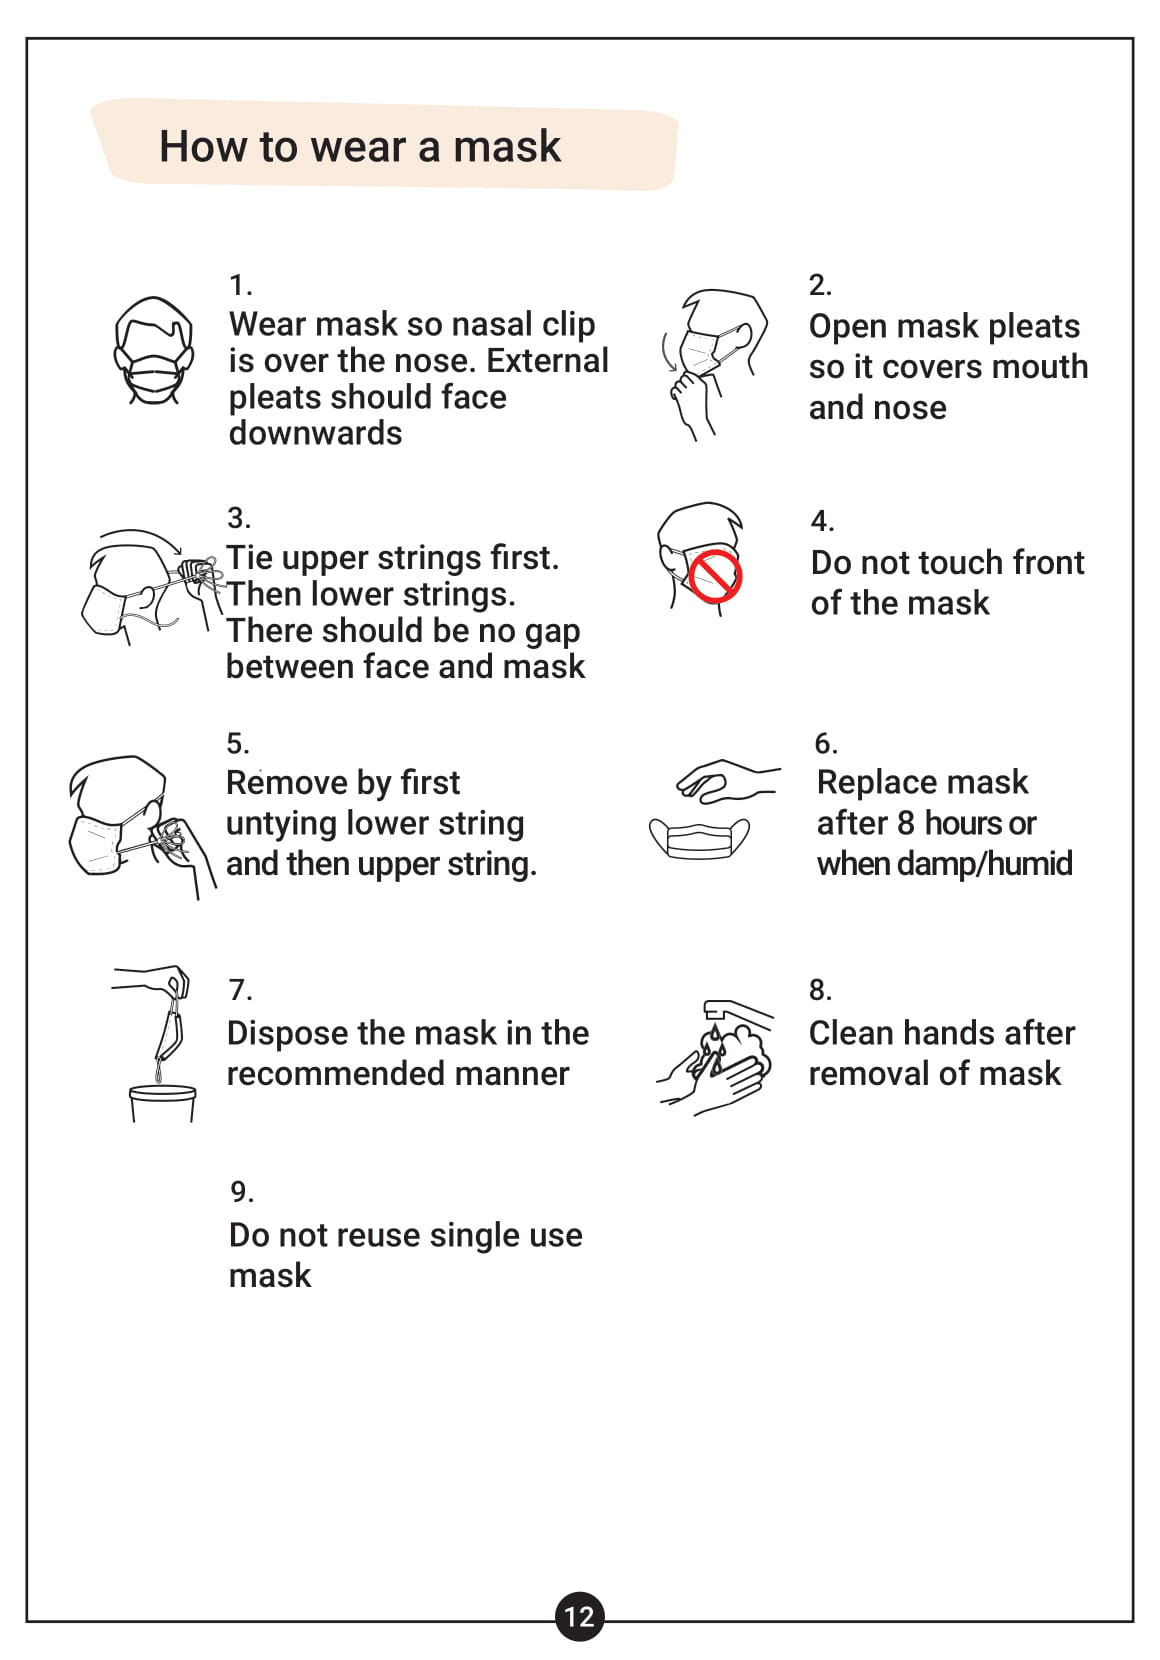 How to wear a mask
1.
Wear mask so nasal clip
is over the nose. External
pleats should face
downwards
2.
Open mask pleats
so it covers mouth
and nose
3.
Tie upper strings first.
Then lower strings.
There should be no gap
between face and mask
4.
Do not touch front
of the mask
5.
Remove by first
untying lower string
and then upper string.
6.
Replace mask
after 8 hours or
when damp/humid
7.
Dispose the mask in the
recommended manner
8.
Clean hands after
removal of mask
9.
Do not reuse single use
mask
12